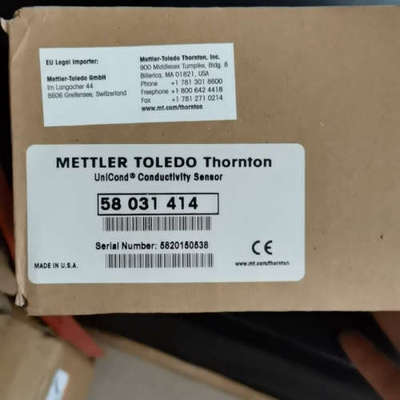 EU Legal Importer:
Mettler-Toledo GmbH
Im Langacher 44
8606 Greifensee, Switzerland
Mettler-Toledo Thornton, Inc.
900 Middlesex Turnpike, Bldg. 8
Billerica, MA 01821, USA
Phone +1 781 301 8600
Freephone +1 800 642 4418
Fax +1 781 271 0214
www.mt.com/thornton
METTLER TOLEDO Thornton
UniCond® Conductivity Sensor
58 031 414
Serial Number: 5820150538
MADE IN U.S.A.
CE
www.mt.com/thornton